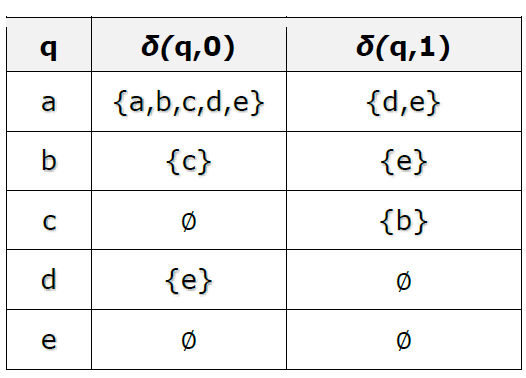 q δ(q,0) δ(q,1)
a {a,b,c,d,e} {d,e}
b {c} {e}
c ∅ {b}
d {e} ∅
e ∅ ∅